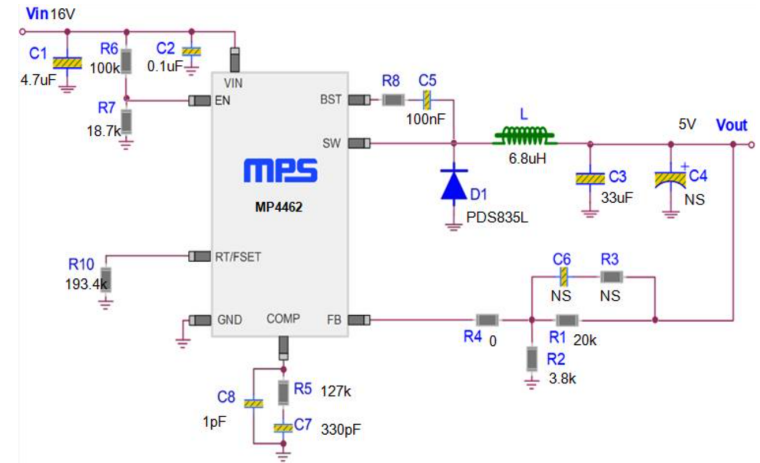 Vin 16V
C1
4.7uF
R6
100k
C2
0.1uF
R7
18.7k
VIN
EN
BST
SW
mPS
MP4462
RT/FSET
GND
COMP
FB
R8
C5
100nF
L
6.8uH
5V
Vout
D1
PDS835L
C3
33uF
+
C4
NS
R10
193.4k
C6
NS
R3
NS
R4
0
R1
20k
R2
3.8k
C8
1pF
R5
127k
C7
330pF